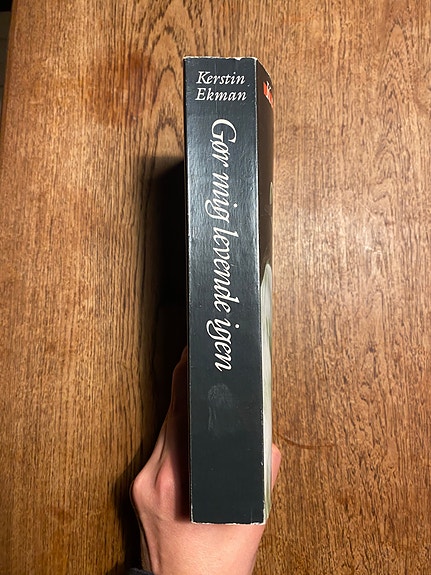 Kerstin
Ekman
Gør mig levende igen